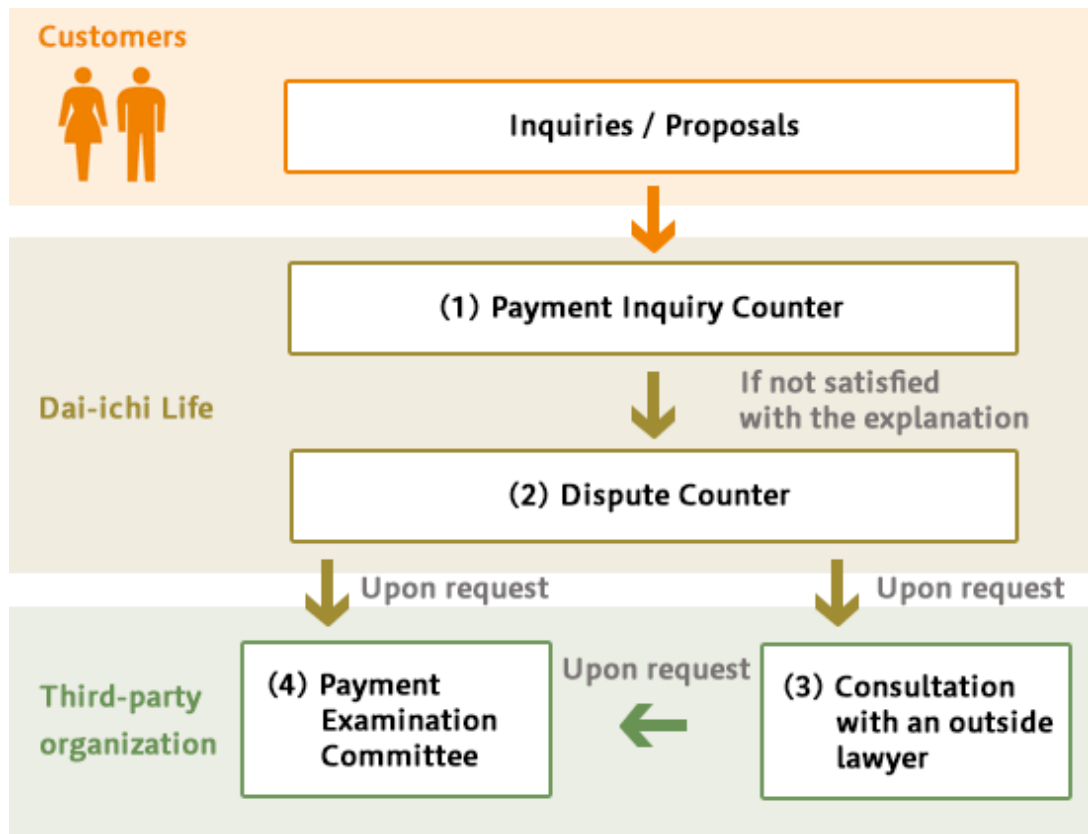 Customers
Inquiries / Proposals
(1) Payment Inquiry Counter
If not satisfied
with the explanation
Dai-ichi Life
(2) Dispute Counter
Upon request
Upon request
Third-party
organization
(4) Payment
Examination
Committee
Upon request
(3) Consultation
with an outside
lawyer